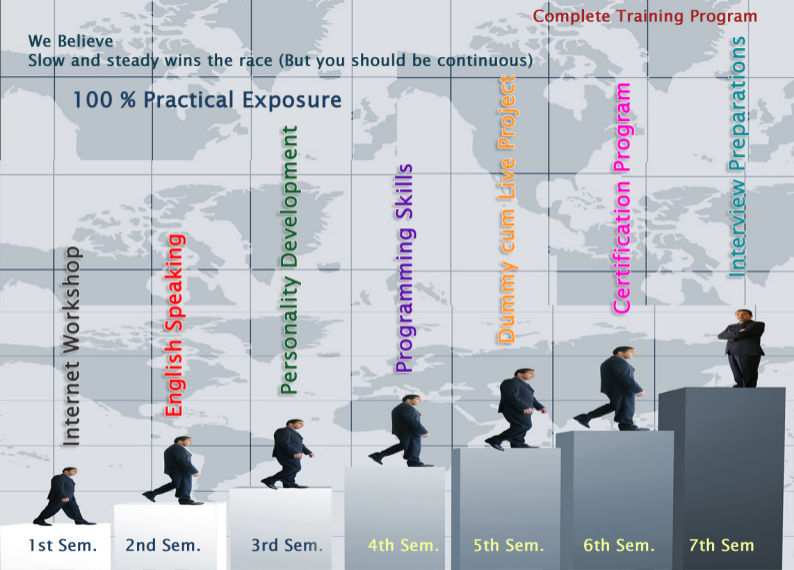 Complete Training Program
We Believe
Slow and steady wins the race (But you should be continuous)
100 % Practical Exposure
Internet Workshop
English Speaking
Personality Development
Programming Skills
Dummy cum Live Project
Certification Program
Interview Preparations
1st Sem.
2nd Sem.
3rd Sem.
4th Sem.
5th Sem.
6th Sem.
7th Sem